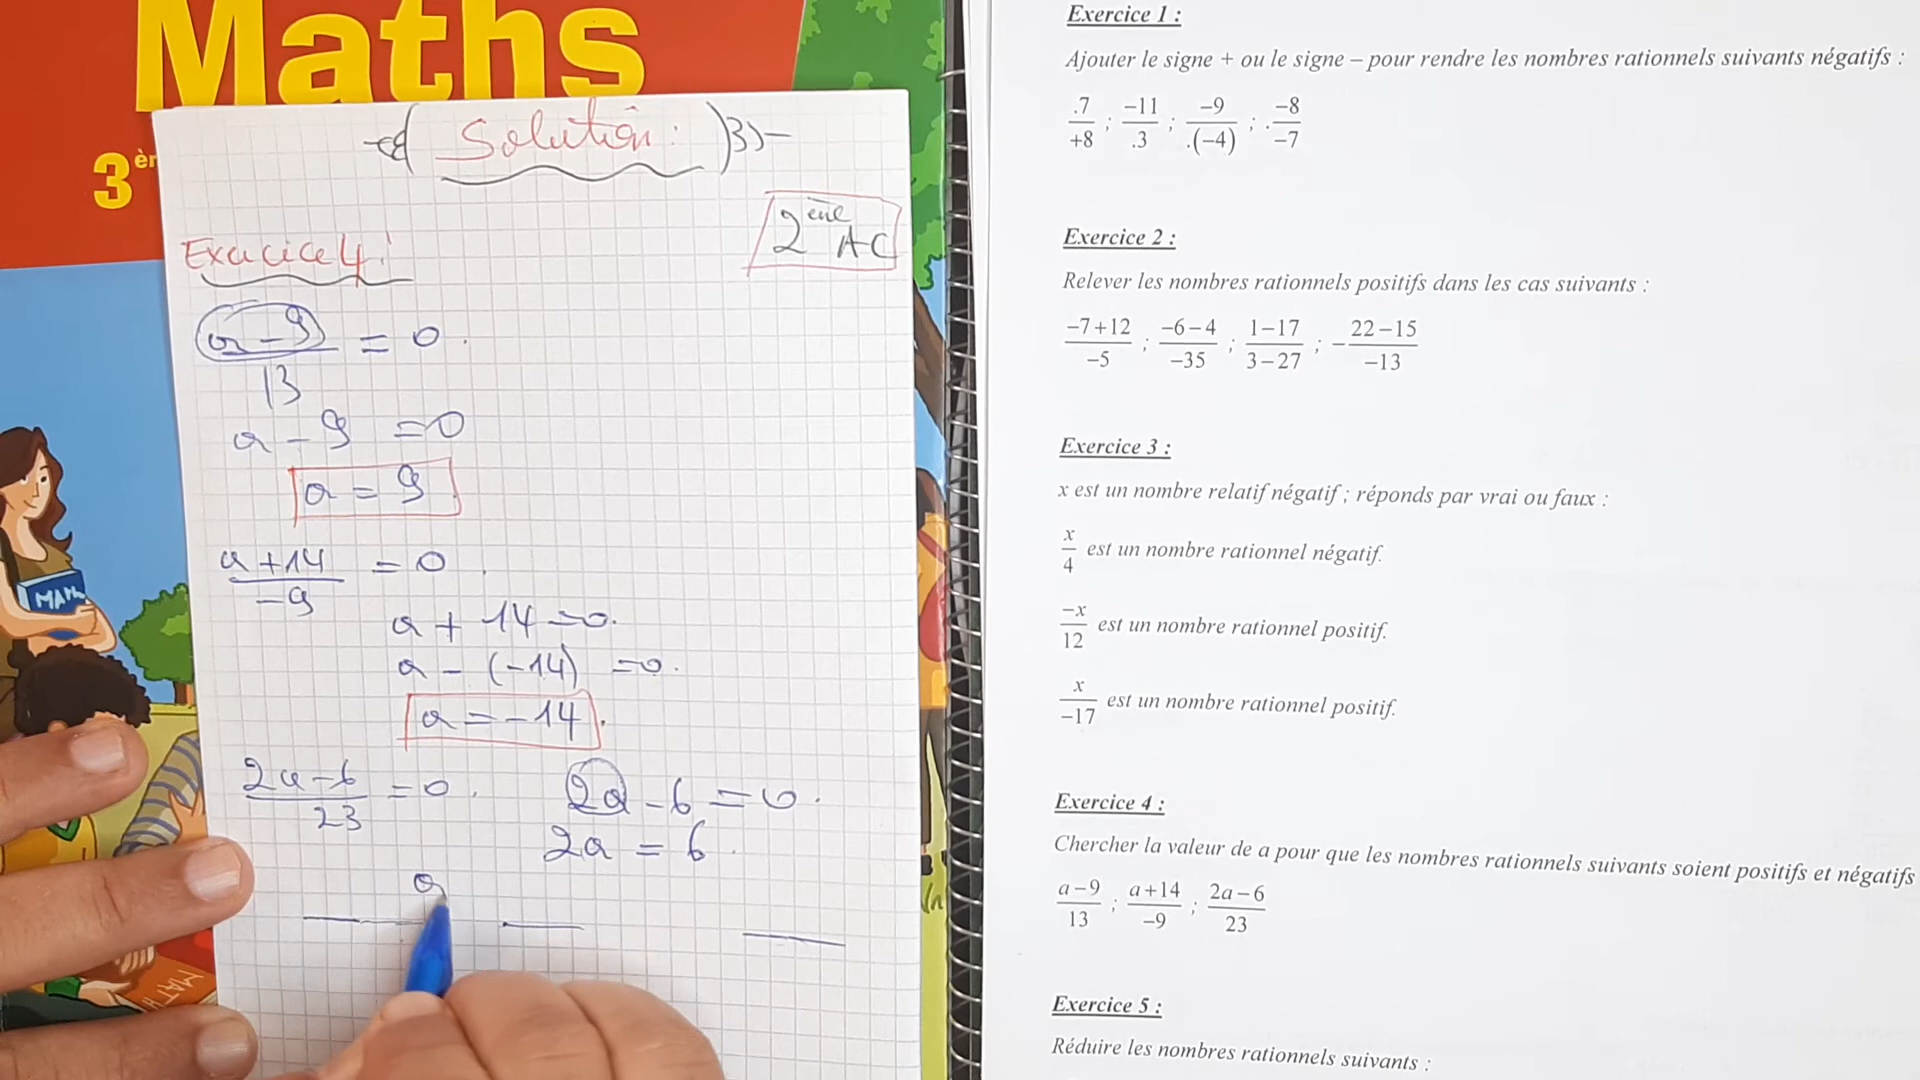 Maths
3èr
-( Solution: )-
2ème AC
Exercice 4:
a - 9 / 13 = 0.
a - 9 = 0
a = 9
a + 14 / -9 = 0.
a + 14 = 0.
a - (-14) = 0.
a = -14.
2a - 6 / 23 = 0. 2a - 6 = 0.
2a = 6.
a
MATH
Exercice 1 :
Ajouter le signe + ou le signe – pour rendre les nombres rationnels suivants négatifs :
.7/+8 ; −11/.3 ; −9/.(−4) ; .−8/−7
Exercice 2 :
Relever les nombres rationnels positifs dans les cas suivants :
−7+12/−5 ; −6−4/−35 ; 1−17/3−27 ; −22−15/−13
Exercice 3 :
x est un nombre relatif négatif ; réponds par vrai ou faux :
x/4 est un nombre rationnel négatif.
−x/12 est un nombre rationnel positif.
x/−17 est un nombre rationnel positif.
Exercice 4 :
Chercher la valeur de a pour que les nombres rationnels suivants soient positifs et négatifs
a−9/13 ; a+14/−9 ; 2a−6/23
Exercice 5 :
Réduire les nombres rationnels suivants :